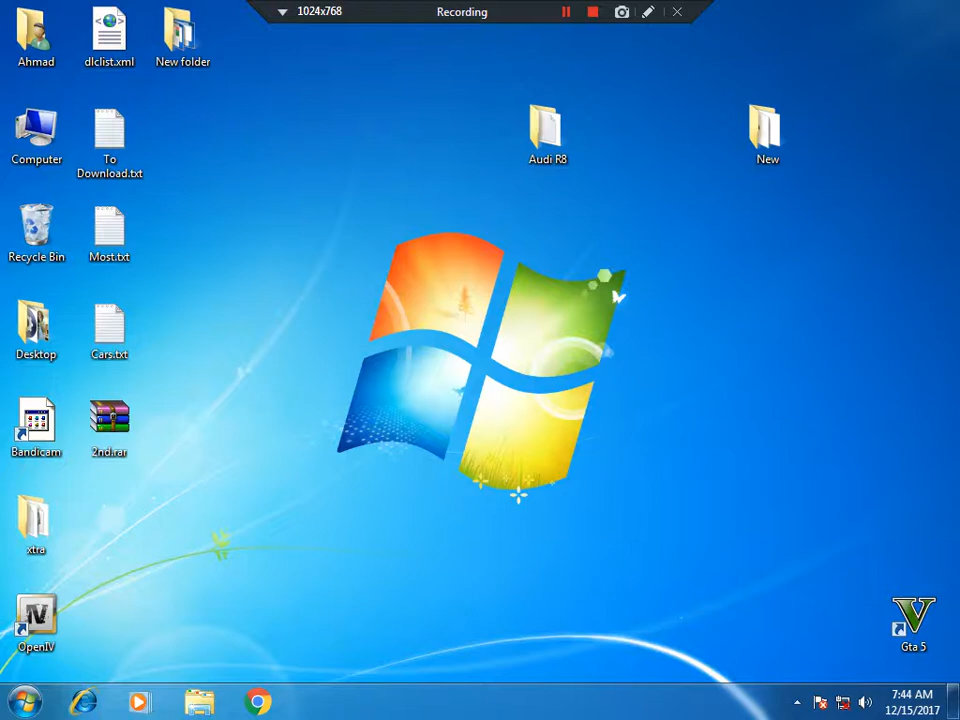 1024x768
Recording
Ahmad
dlclist.xml
New folder
Computer
To
Download.txt
Audi R8
New
Recycle Bin
Most.txt
Desktop
Cars.txt
Bandicam
2nd.rar
xtra
OpenIV
Gta 5
7:44 AM
12/15/2017